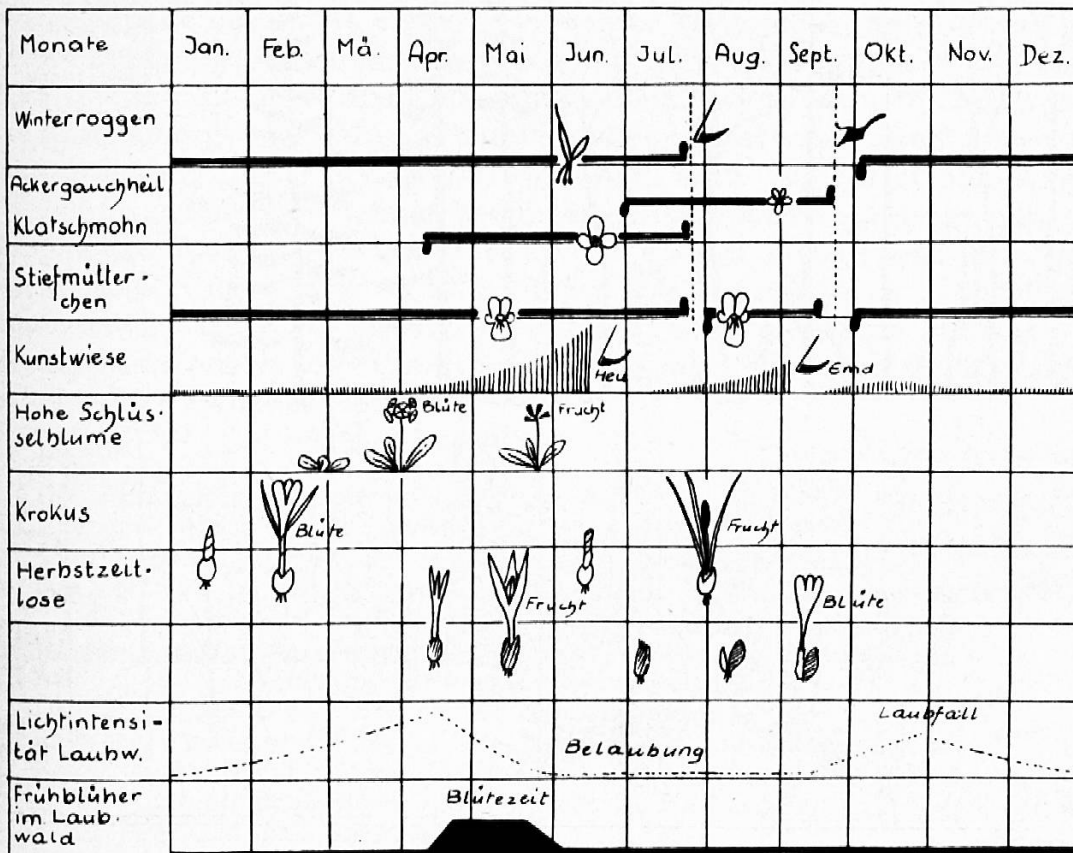 Monate Jan. Feb. Mä. Apr. Mai Jun. Jul. Aug. Sept. Okt. Nov. Dez.
Winterroggen
Ackergauchheil
Klatschmohn
Stiefmütter-
chen
Kunstwiese
Heu
Emd
Hohe Schlüs-
selblume
Blüte
Frucht
Krokus
Blüte
Frucht
Herbstzeit-
lose
Frucht
Blüte
Lichtintensi-
tät Laubw.
Belaubung
Laubfall
Frühblüher
im Laub-
wald
Blütezeit